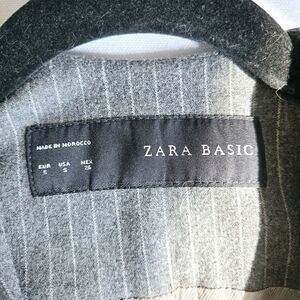 MADE IN MOROCCO
ZARA BASIC
EUR USA MEX
S S 26